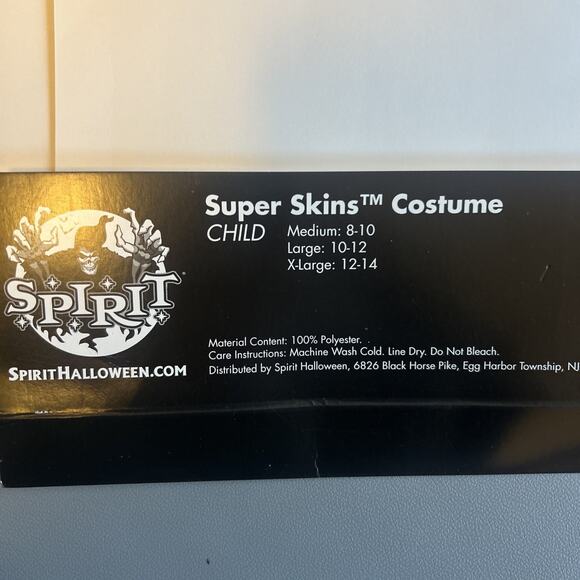 Super Skins™ Costume
CHILD
Medium: 8-10
Large: 10-12
X-Large: 12-14
SPIRIT
SPIRITHALLOWEEN.COM
Material Content: 100% Polyester.
Care Instructions: Machine Wash Cold. Line Dry. Do Not Bleach.
Distributed by Spirit Halloween, 6826 Black Horse Pike, Egg Harbor Township, NJ